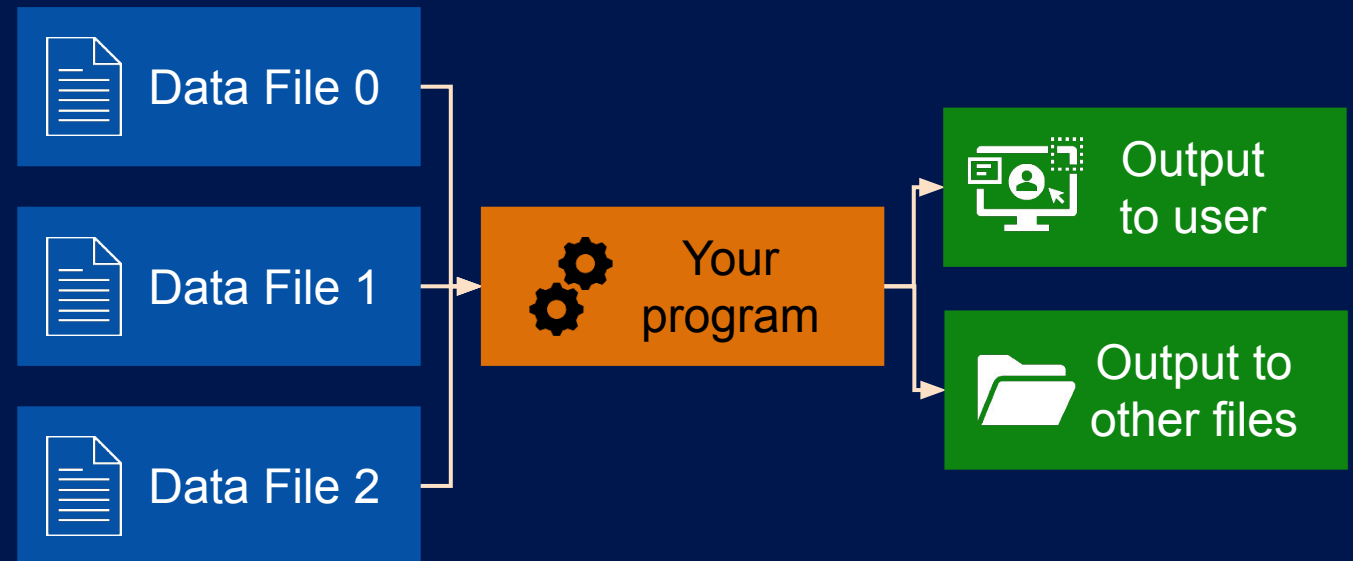 Data File 0
Data File 1
Data File 2
Your
program
Output
to user
Output to
other files